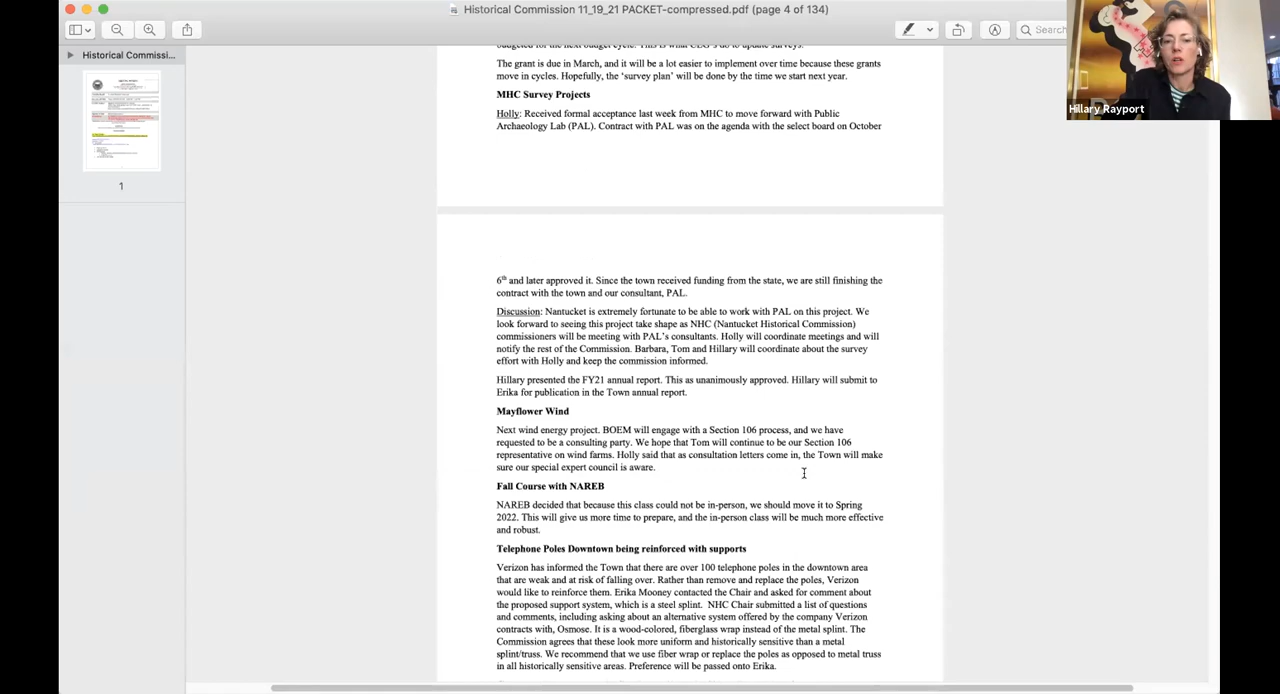 Historical Commission 11_19_21 PACKET-compressed.pdf (page 4 of 134)
Search
Historical Commissi...
1
Hillary Rayport
budgeted for the next budget cycle. This is what CLG's do to update surveys.
The grant is due in March, and it will be a lot easier to implement over time because these grants
move in cycles. Hopefully, the 'survey plan' will be done by the time we start next year.
MHC Survey Projects
Holly: Received formal acceptance last week from MHC to move forward with Public
Archaeology Lab (PAL). Contract with PAL was on the agenda with the select board on October
6th and later approved it. Since the town received funding from the state, we are still finishing the
contract with the town and our consultant, PAL.
Discussion: Nantucket is extremely fortunate to be able to work with PAL on this project. We
look forward to seeing this project take shape as NHC (Nantucket Historical Commission)
commissioners will be meeting with PAL's consultants. Holly will coordinate meetings and will
notify the rest of the Commission. Barbara, Tom and Hillary will coordinate about the survey
effort with Holly and keep the commission informed.
Hillary presented the FY21 annual report. This as unanimously approved. Hillary will submit to
Erika for publication in the Town annual report.
Mayflower Wind
Next wind energy project. BOEM will engage with a Section 106 process, and we have
requested to be a consulting party. We hope that Tom will continue to be our Section 106
representative on wind farms. Holly said that as consultation letters come in, the Town will make
sure our special expert council is aware.
Fall Course with NAREB
NAREB decided that because this class could not be in-person, we should move it to Spring
2022. This will give us more time to prepare, and the in-person class will be much more effective
and robust.
Telephone Poles Downtown being reinforced with supports
Verizon has informed the Town that there are over 100 telephone poles in the downtown area
that are weak and at risk of falling over. Rather than remove and replace the poles, Verizon
would like to reinforce them. Erika Mooney contacted the Chair and asked for comment about
the proposed support system, which is a steel splint. NHC Chair submitted a list of questions
and comments, including asking about an alternative system offered by the company Verizon
contracts with, Osmose. It is a wood-colored, fiberglass wrap instead of the metal splint. The
Commission agrees that these look more uniform and historically sensitive than a metal
splint/truss. We recommend that we use fiber wrap or replace the poles as opposed to metal truss
in all historically sensitive areas. Preference will be passed onto Erika.